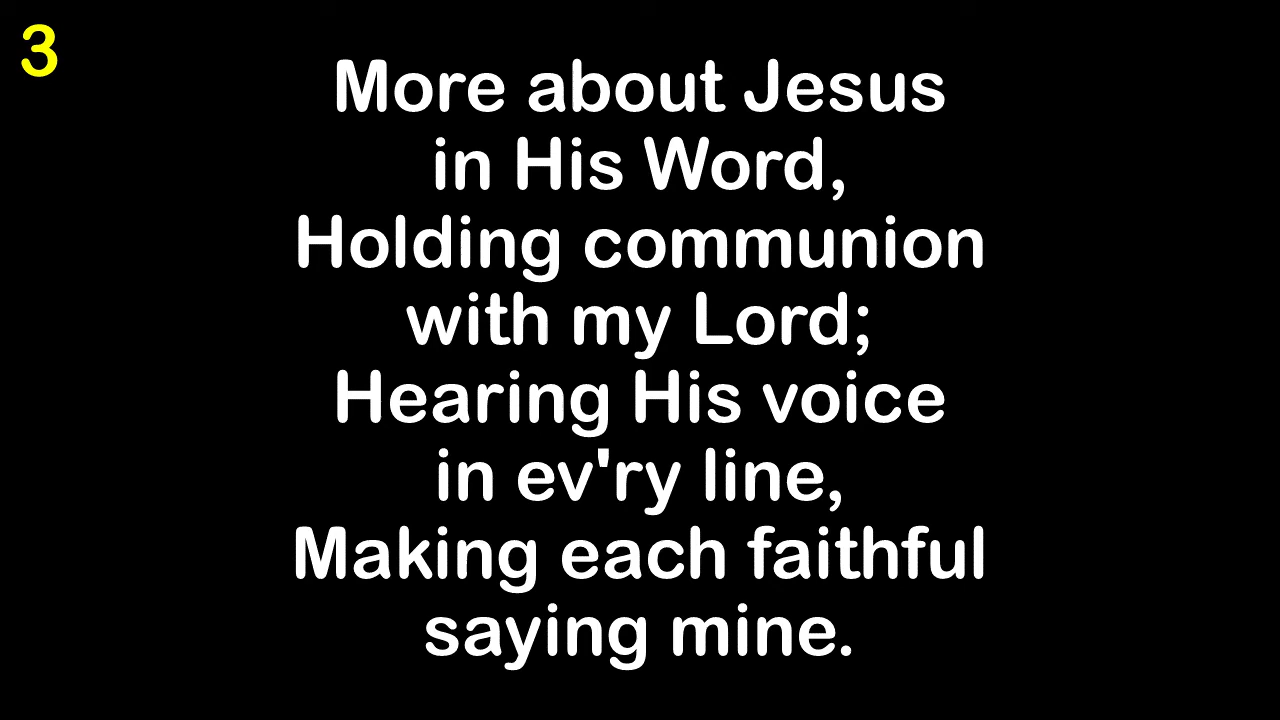 3
More about Jesus
in His Word,
Holding communion
with my Lord;
Hearing His voice
in ev'ry line,
Making each faithful
saying mine.